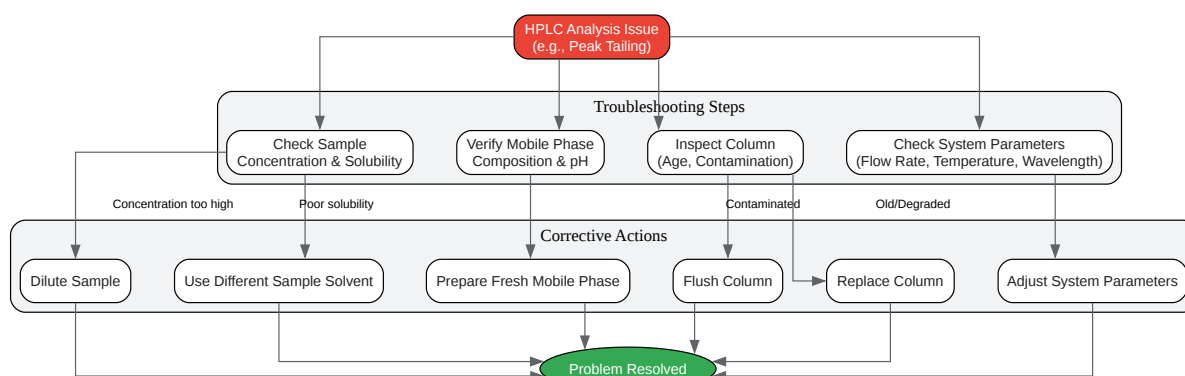 HPLC Analysis Issue
(e.g., Peak Tailing)
Troubleshooting Steps
Check Sample
Concentration & Solubility
Verify Mobile Phase
Composition & pH
Inspect Column
(Age, Contamination)
Check System Parameters
(Flow Rate, Temperature, Wavelength)
Concentration too high
Poor solubility
Contaminated
Old/Degraded
Corrective Actions
Dilute Sample
Use Different Sample Solvent
Prepare Fresh Mobile Phase
Flush Column
Replace Column
Adjust System Parameters
Problem Resolved